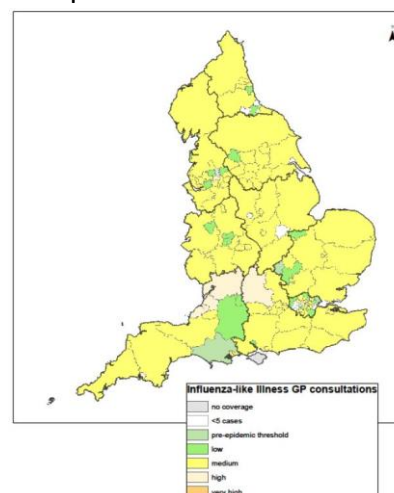 Influenza-like Illness GP consultations
no coverage
<5 cases
pre-epidemic threshold
low
medium
high
very high